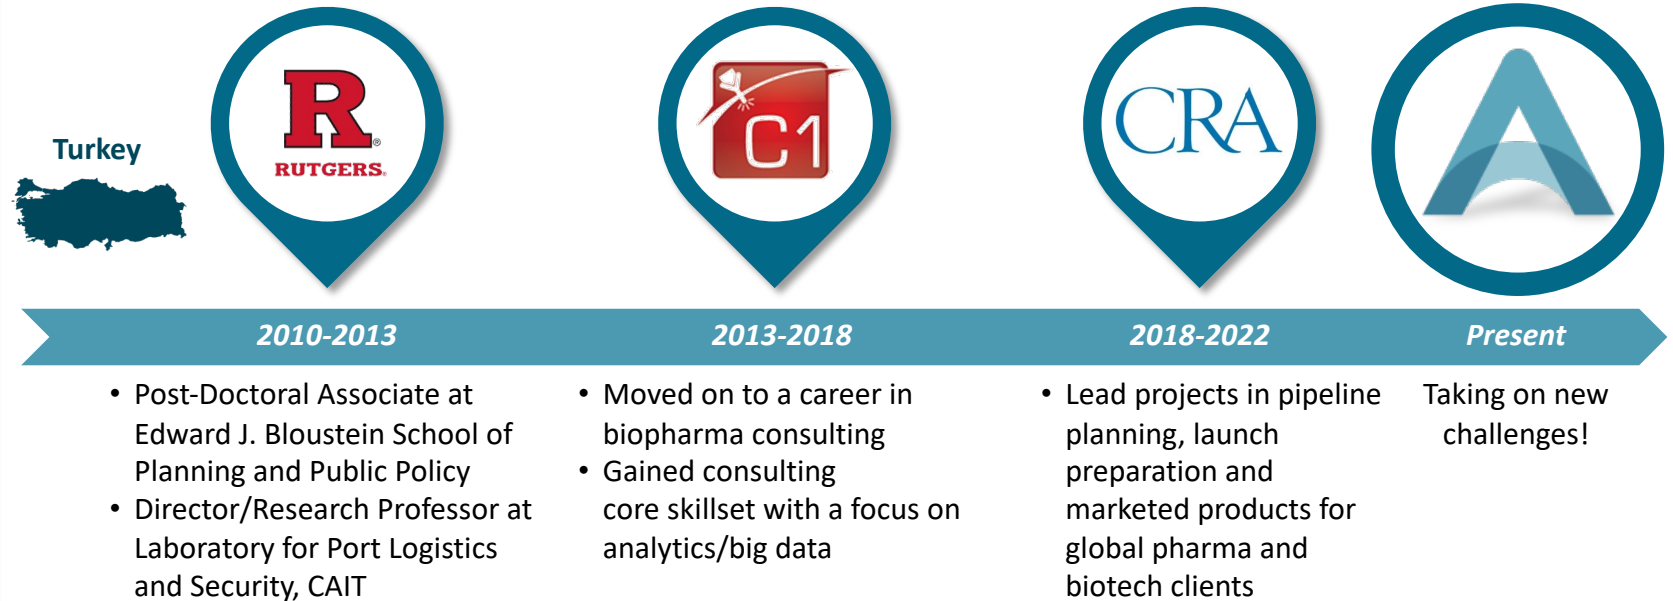 Turkey
R
RUTGERS
C1
CRA
2010-2013
2013-2018
2018-2022
Present
• Post-Doctoral Associate at
Edward J. Bloustein School of
Planning and Public Policy
• Director/Research Professor at
Laboratory for Port Logistics
and Security, CAIT
• Moved on to a career in
biopharma consulting
• Gained consulting
core skillset with a focus on
analytics/big data
• Lead projects in pipeline
planning, launch
preparation and
marketed products for
global pharma and
biotech clients
Taking on new
challenges!